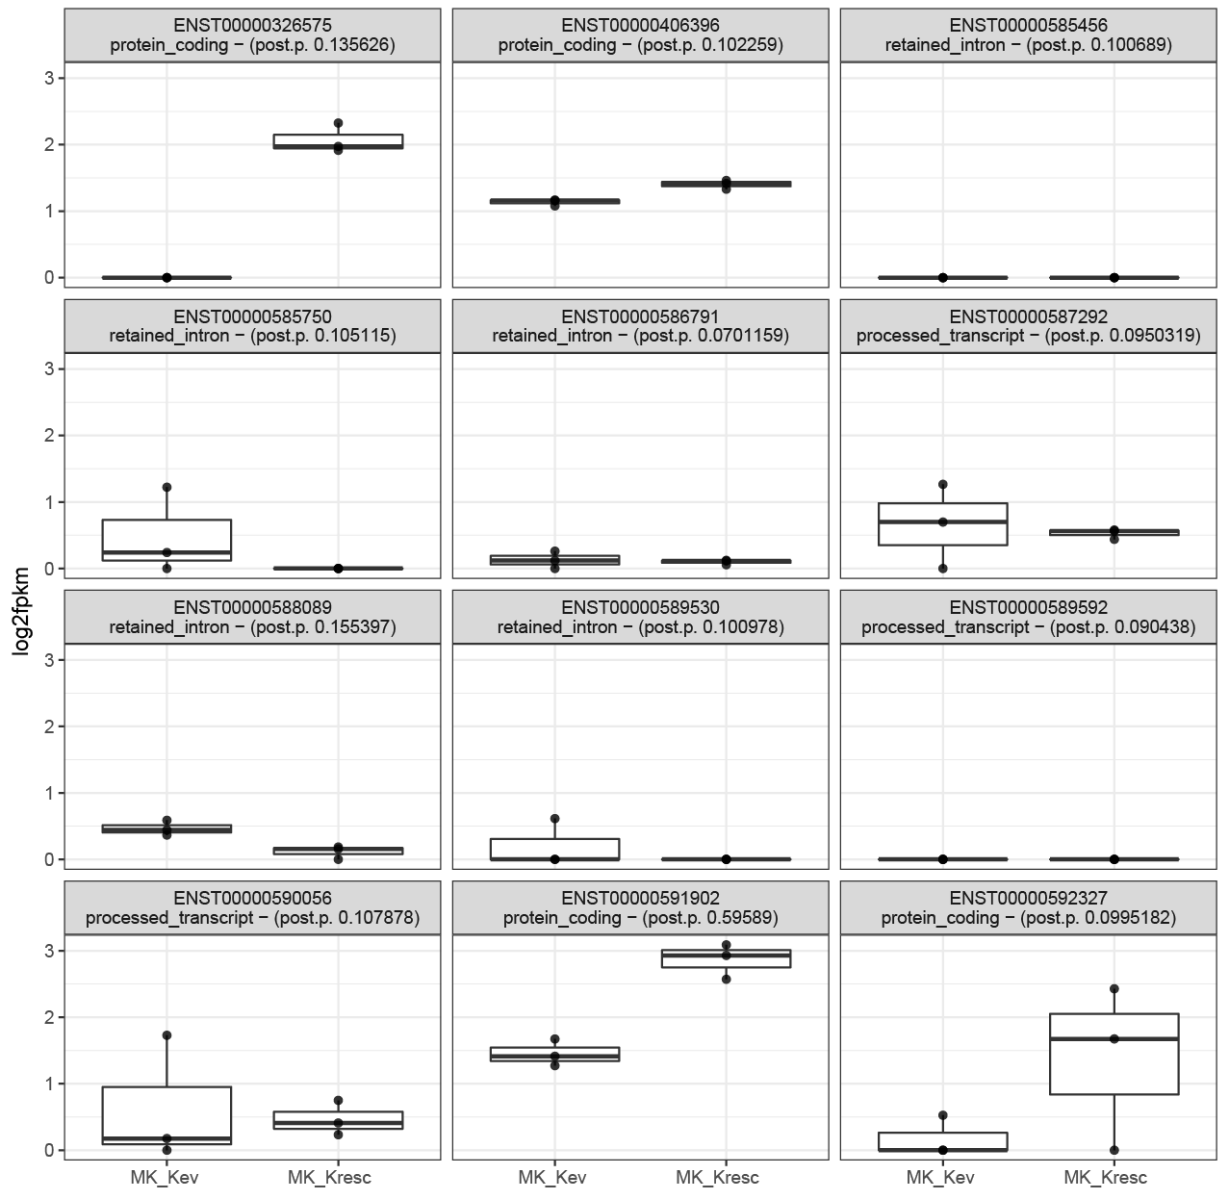 ENST00000326575
protein_coding − (post.p. 0.135626)
ENST00000406396
protein_coding − (post.p. 0.102259)
ENST00000585456
retained_intron − (post.p. 0.100689)
3
2
1
0
ENST00000585750
retained_intron − (post.p. 0.105115)
ENST00000586791
retained_intron − (post.p. 0.0701159)
ENST00000587292
processed_transcript − (post.p. 0.0950319)
3
2
1
0
log2fpkm
ENST00000588089
retained_intron − (post.p. 0.155397)
ENST00000589530
retained_intron − (post.p. 0.100978)
ENST00000589592
processed_transcript − (post.p. 0.090438)
3
2
1
0
ENST00000590056
processed_transcript − (post.p. 0.107878)
ENST00000591902
protein_coding − (post.p. 0.59589)
ENST00000592327
protein_coding − (post.p. 0.0995182)
3
2
1
0
MK_Kev MK_Kresc MK_Kev MK_Kresc MK_Kev MK_Kresc